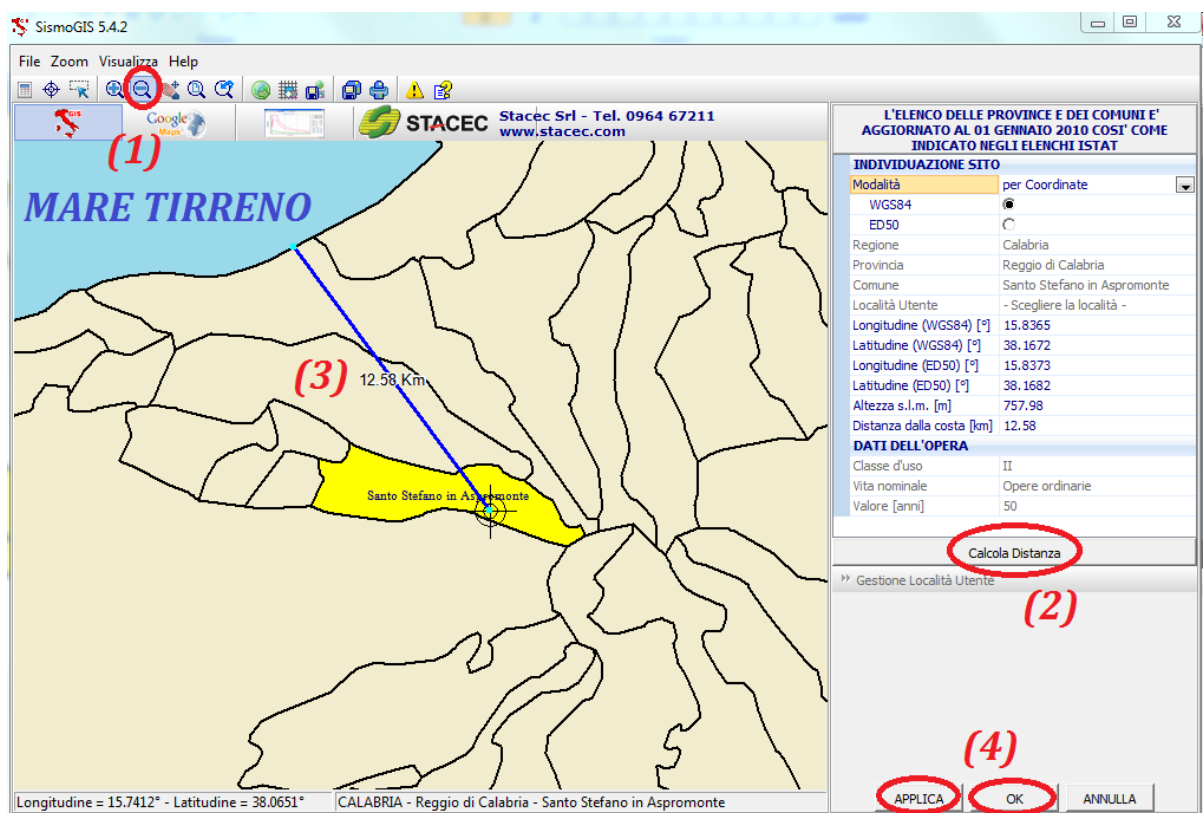 SismoGIS 5.4.2
File Zoom Visualizza Help
GIS
Google
Maps
STACEC
Stacec Srl - Tel. 0964 67211
www.stacec.com
(1)
MARE TIRRENO
(3)
12.58 Km
Santo Stefano in Aspromonte
L'ELENCO DELLE PROVINCE E DEI COMUNI E'
AGGIORNATO AL 01 GENNAIO 2010 COSI' COME
INDICATO NEGLI ELENCHI ISTAT
INDIVIDUAZIONE SITO
Modalità per Coordinate
WGS84
ED50
Regione Calabria
Provincia Reggio di Calabria
Comune Santo Stefano in Aspromonte
Località Utente - Scegliere la località -
Longitudine (WGS84) [°] 15.8365
Latitudine (WGS84) [°] 38.1672
Longitudine (ED50) [°] 15.8373
Latitudine (ED50) [°] 38.1682
Altezza s.l.m. [m] 757.98
Distanza dalla costa [km] 12.58
DATI DELL'OPERA
Classe d'uso II
Vita nominale Opere ordinarie
Valore [anni] 50
Calcola Distanza
Gestione Località Utente
(2)
(4)
APPLICA OK ANNULLA
Longitudine = 15.7412° - Latitudine = 38.0651° CALABRIA - Reggio di Calabria - Santo Stefano in Aspromonte